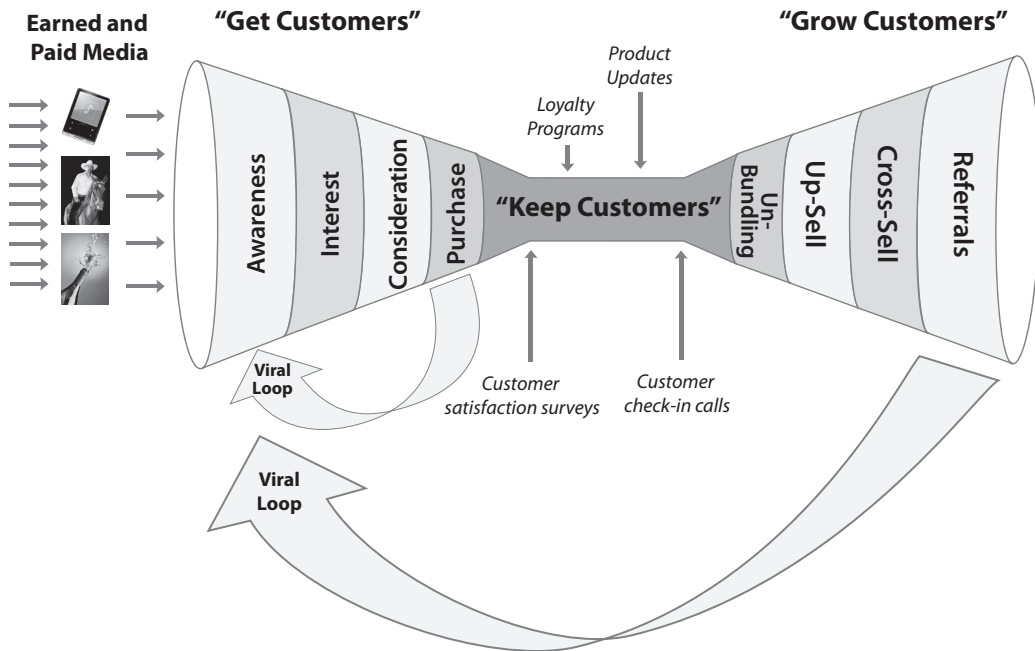 Earned and
Paid Media
“Get Customers”
“Grow Customers”
Product
Updates
Loyalty
Programs
Awareness
Interest
Consideration
Purchase
“Keep Customers”
Un-
Bundling
Up-Sell
Cross-Sell
Referrals
Viral
Loop
Customer
satisfaction surveys
Customer
check-in calls
Viral
Loop